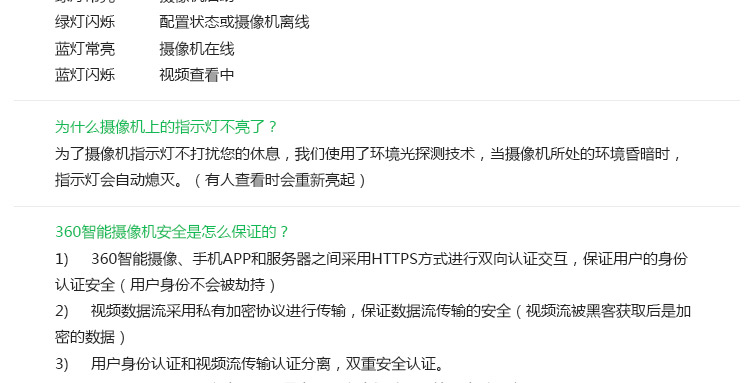 绿灯闪烁 配置状态或摄像机离线
蓝灯常亮 摄像机在线
蓝灯闪烁 视频查看中
为什么摄像机上的指示灯不亮了？
为了摄像机指示灯不打扰您的休息，我们使用了环境光探测技术，当摄像机所处的环境昏暗时，
指示灯会自动熄灭。（有人查看时会重新亮起）
360智能摄像机安全是怎么保证的？
1) 360智能摄像、手机APP和服务器之间采用HTTPS方式进行双向认证交互，保证用户的身份
认证安全（用户身份不会被劫持）
2) 视频数据流采用私有加密协议进行传输，保证数据流传输的安全（视频流被黑客获取后是加
密的数据）
3) 用户身份认证和视频流传输认证分离，双重安全认证。